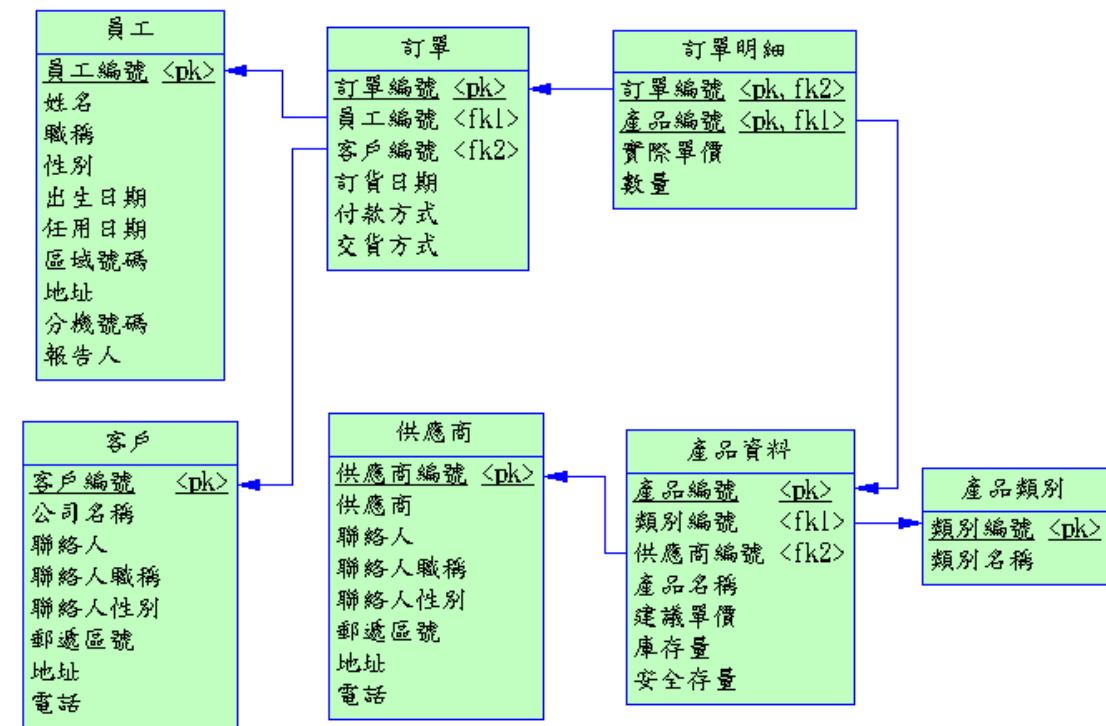 員工
員工編號 <pk>
姓名
職稱
性別
出生日期
任用日期
區域號碼
地址
分機號碼
報告人
訂單
訂單編號 <pk>
員工編號 <fk1>
客戶編號 <fk2>
訂貨日期
付款方式
交貨方式
訂單明細
訂單編號 <pk, fk2>
產品編號 <pk, fk1>
實際單價
數量
客戶
客戶編號 <pk>
公司名稱
聯絡人
聯絡人職稱
聯絡人性別
郵遞區號
地址
電話
供應商
供應商編號 <pk>
供應商
聯絡人
聯絡人職稱
聯絡人性別
郵遞區號
地址
電話
產品資料
產品編號 <pk>
類別編號 <fk1>
供應商編號 <fk2>
產品名稱
建議單價
庫存量
安全存量
產品類別
類別編號 <pk>
類別名稱